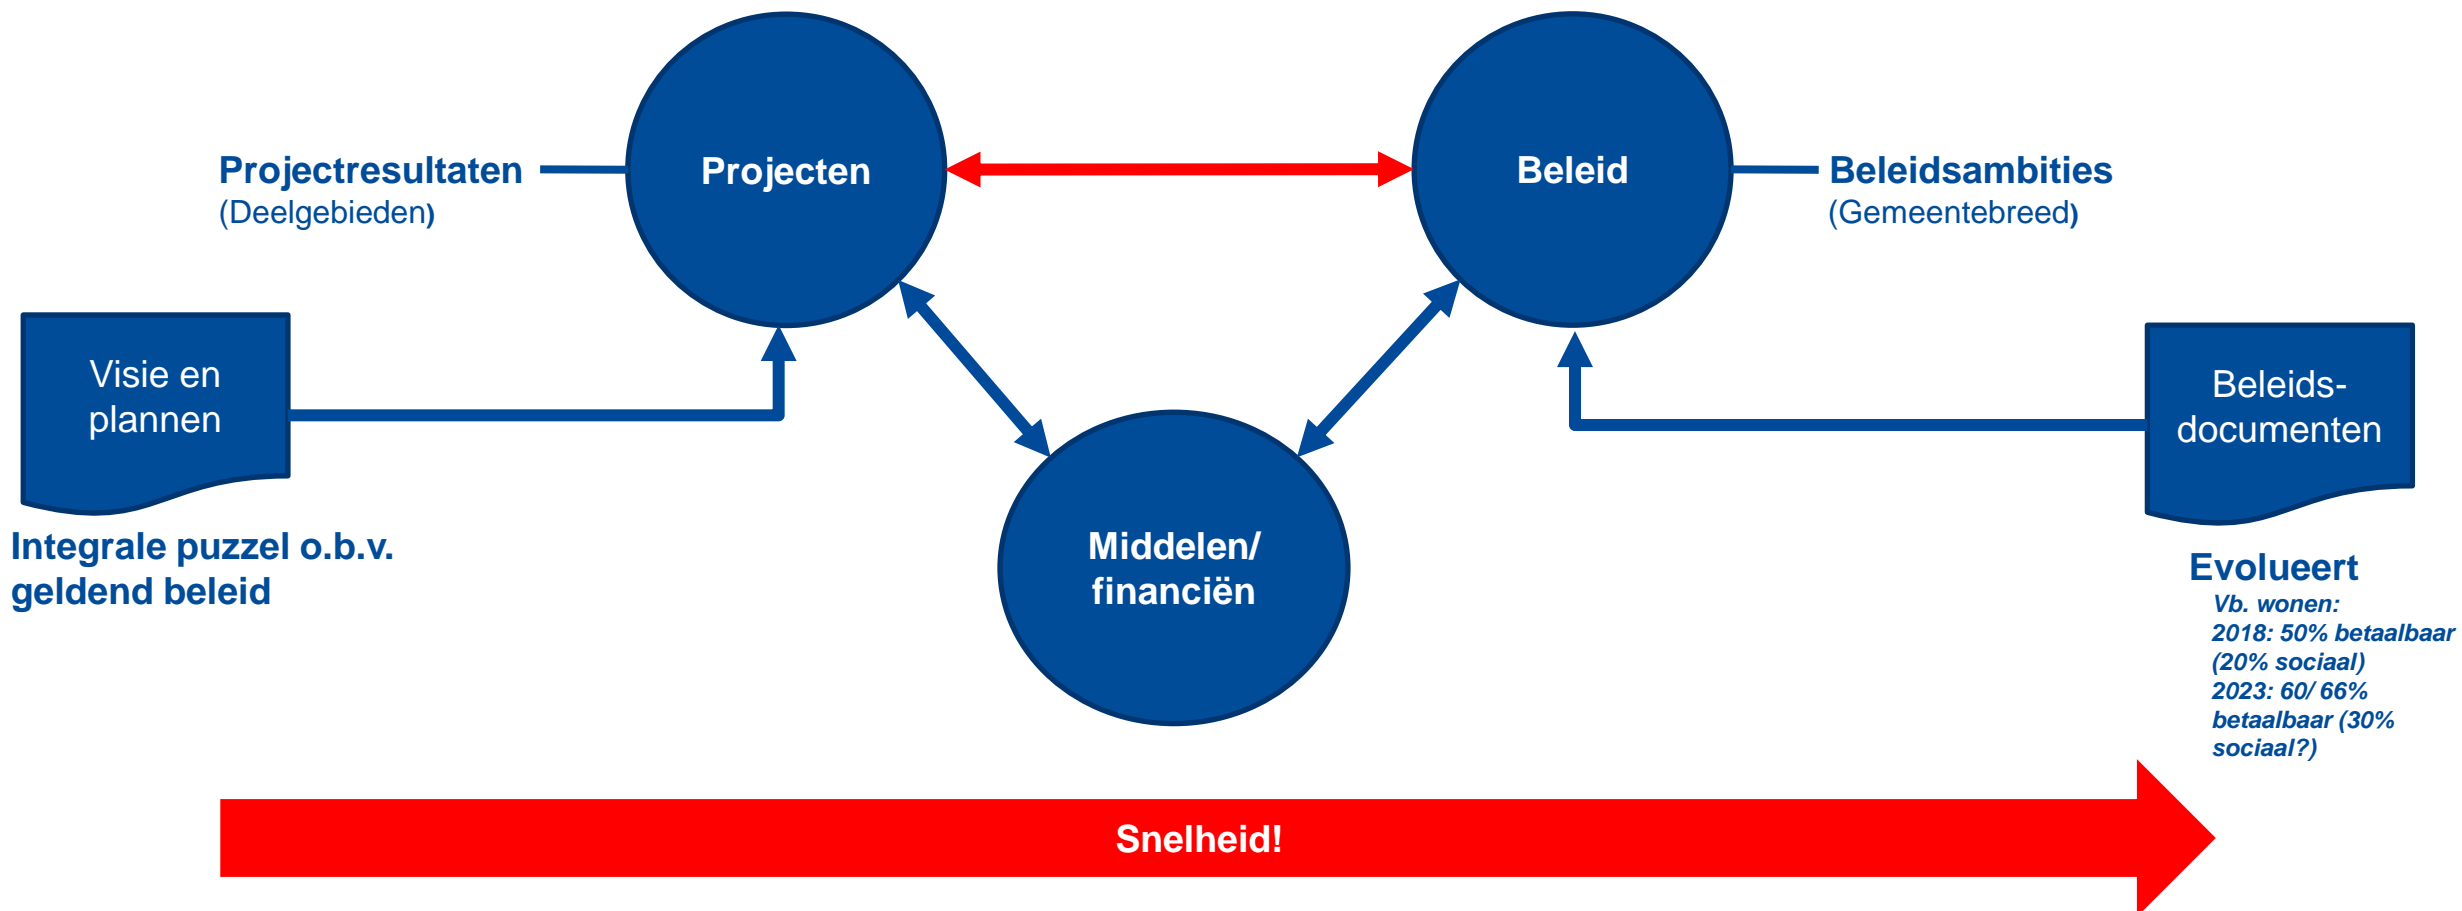 Projectresultaten
(Deelgebieden)
Projecten
Beleid
Beleidsambities
(Gemeentebreed)
Visie en
plannen
Integrale puzzel o.b.v.
geldend beleid
Middelen/
financiën
Beleids-
documenten
Evolueert
Vb. wonen:
2018: 50% betaalbaar
(20% sociaal)
2023: 60/ 66%
betaalbaar (30%
sociaal?)
Snelheid!